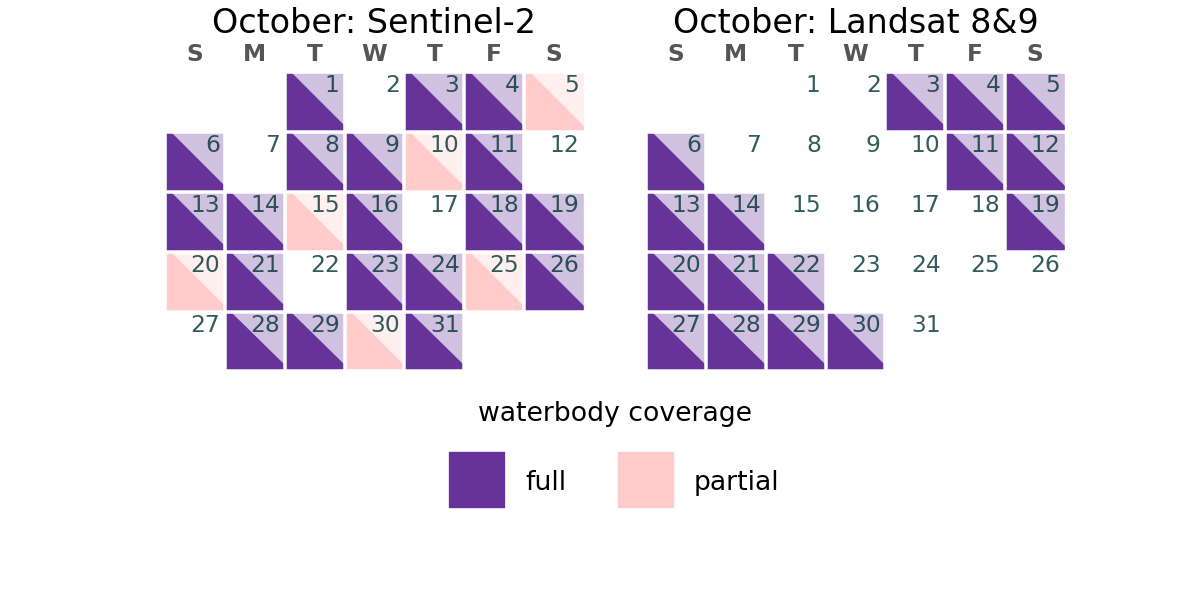 October: Sentinel-2
S M T W T F S
1 2 3 4 5
6 7 8 9 10 11 12
13 14 15 16 17 18 19
20 21 22 23 24 25 26
27 28 29 30 31
October: Landsat 8&9
S M T W T F S
1 2 3 4 5
6 7 8 9 10 11 12
13 14 15 16 17 18 19
20 21 22 23 24 25 26
27 28 29 30 31
waterbody coverage
full partial